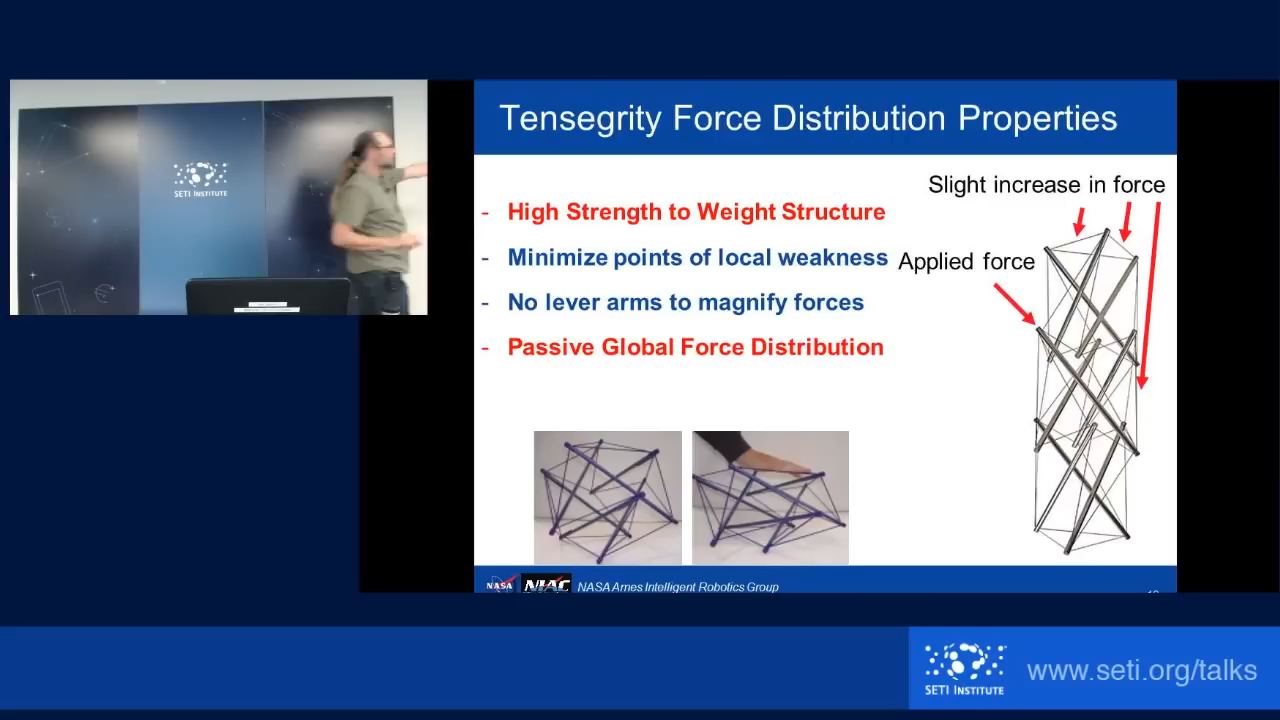 SETI INSTITUTE
Tensegrity Force Distribution Properties
- High Strength to Weight Structure
- Minimize points of local weakness
- No lever arms to magnify forces
- Passive Global Force Distribution
Slight increase in force
Applied force
NASA NIAC NASA Ames Intelligent Robotics Group
SETI INSTITUTE www.seti.org/talks